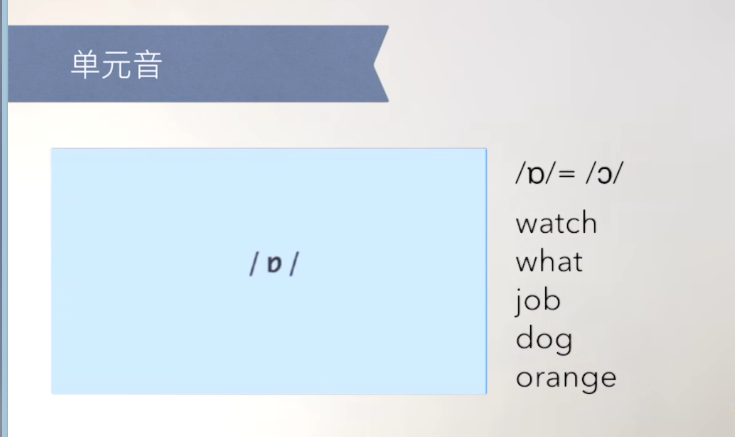 单元音
/ ɒ /
/ɒ/= /ɔ/
watch
what
job
dog
orange